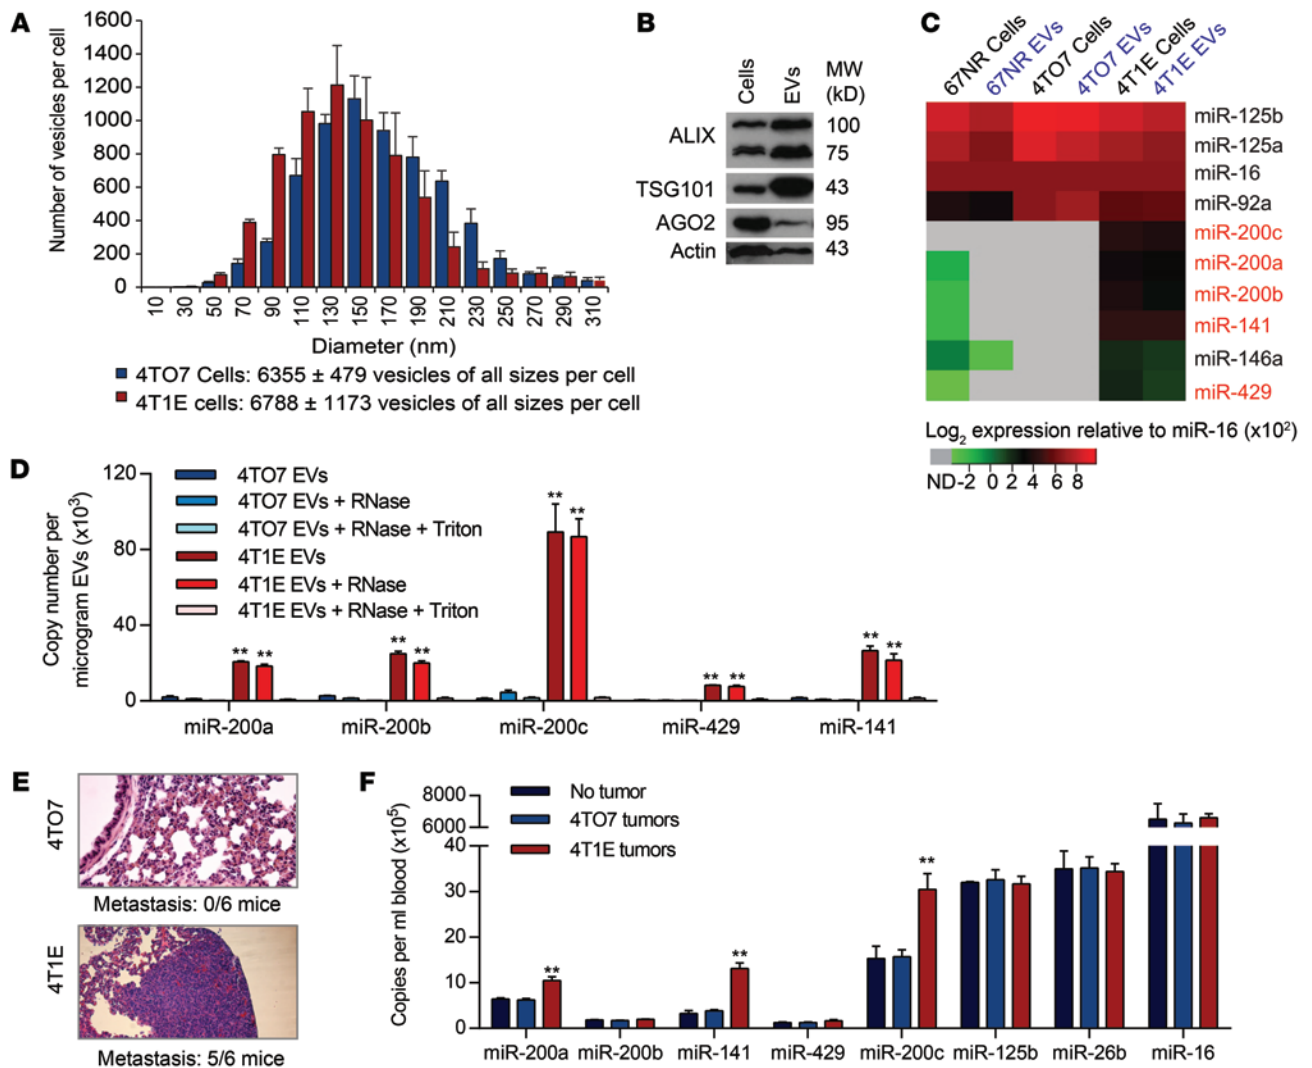 A
Number of vesicles per cell
1600
1400
1200
1000
800
600
400
200
0
10 30 50 70 90 110 130 150 170 190 210 230 250 270 290 310
Diameter (nm)
4TO7 Cells: 6355 ± 479 vesicles of all sizes per cell
4T1E cells: 6788 ± 1173 vesicles of all sizes per cell
B
Cells EVs MW (kD)
ALIX 100
75
TSG101 43
AGO2 95
Actin 43
C
67NR Cells 67NR EVs 4TO7 Cells 4TO7 EVs 4T1E Cells 4T1E EVs
miR-125b
miR-125a
miR-16
miR-92a
miR-200c
miR-200a
miR-200b
miR-141
miR-146a
miR-429
Log2 expression relative to miR-16 (x10²)
ND -2 0 2 4 6 8
D
Copy number per
microgram EVs (x10³)
120
80
40
0
4TO7 EVs
4TO7 EVs + RNase
4TO7 EVs + RNase + Triton
4T1E EVs
4T1E EVs + RNase
4T1E EVs + RNase + Triton
** ** ** ** ** ** ** ** ** **
miR-200a miR-200b miR-200c miR-429 miR-141
E
4TO7
Metastasis: 0/6 mice
4T1E
Metastasis: 5/6 mice
F
Copies per ml blood (x10⁵)
8000
6000
40
30
20
10
0
No tumor
4TO7 tumors
4T1E tumors
** ** **
miR-200a miR-200b miR-141 miR-429 miR-200c miR-125b miR-26b miR-16